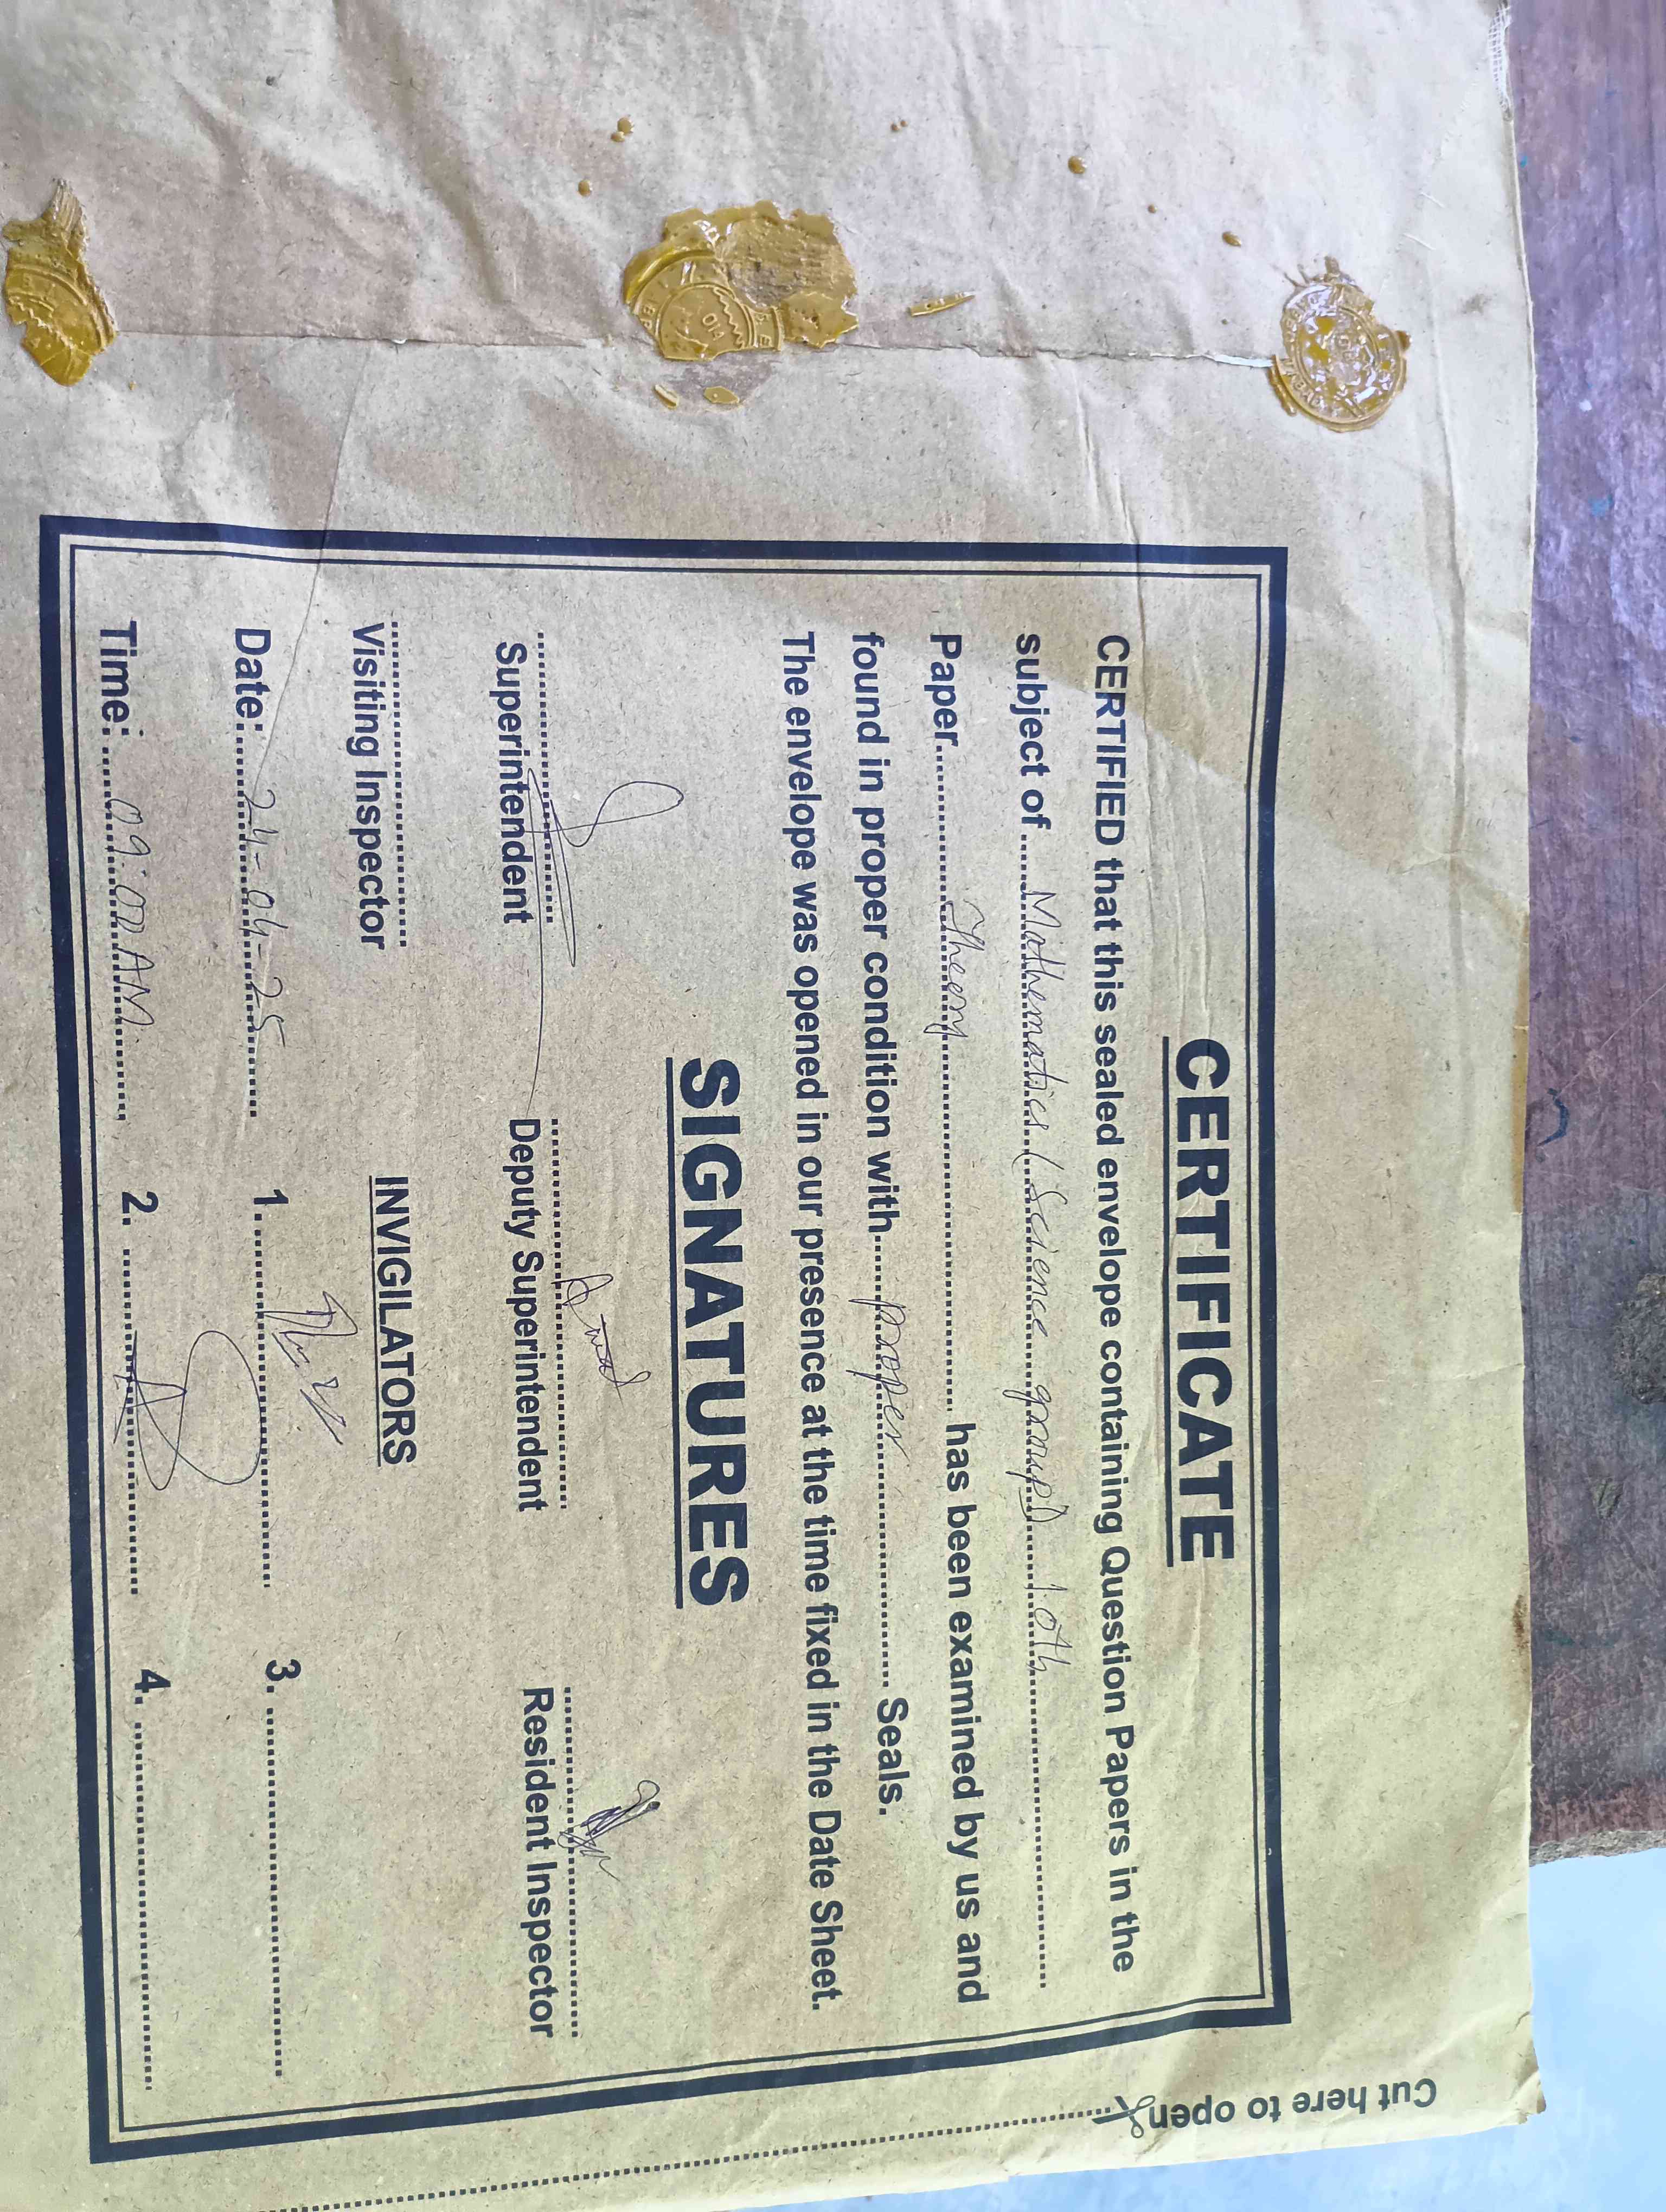 CERTIFICATE
CERTIFIED that this sealed envelope containing Question Papers in the
subject of ..... Mathematics (Science group) 10th
Paper ..... Theory ..... has been examined by us and
found in proper condition with ..... proper ..... Seals.
The envelope was opened in our presence at the time fixed in the Date Sheet.
SIGNATURES
Superintendent
Deputy Superintendent
Resident Inspector
Visiting Inspector
INVIGILATORS
Date: 24-04-25
1.
3.
Time: 09:00 AM
2.
4.
Cut here to open
014